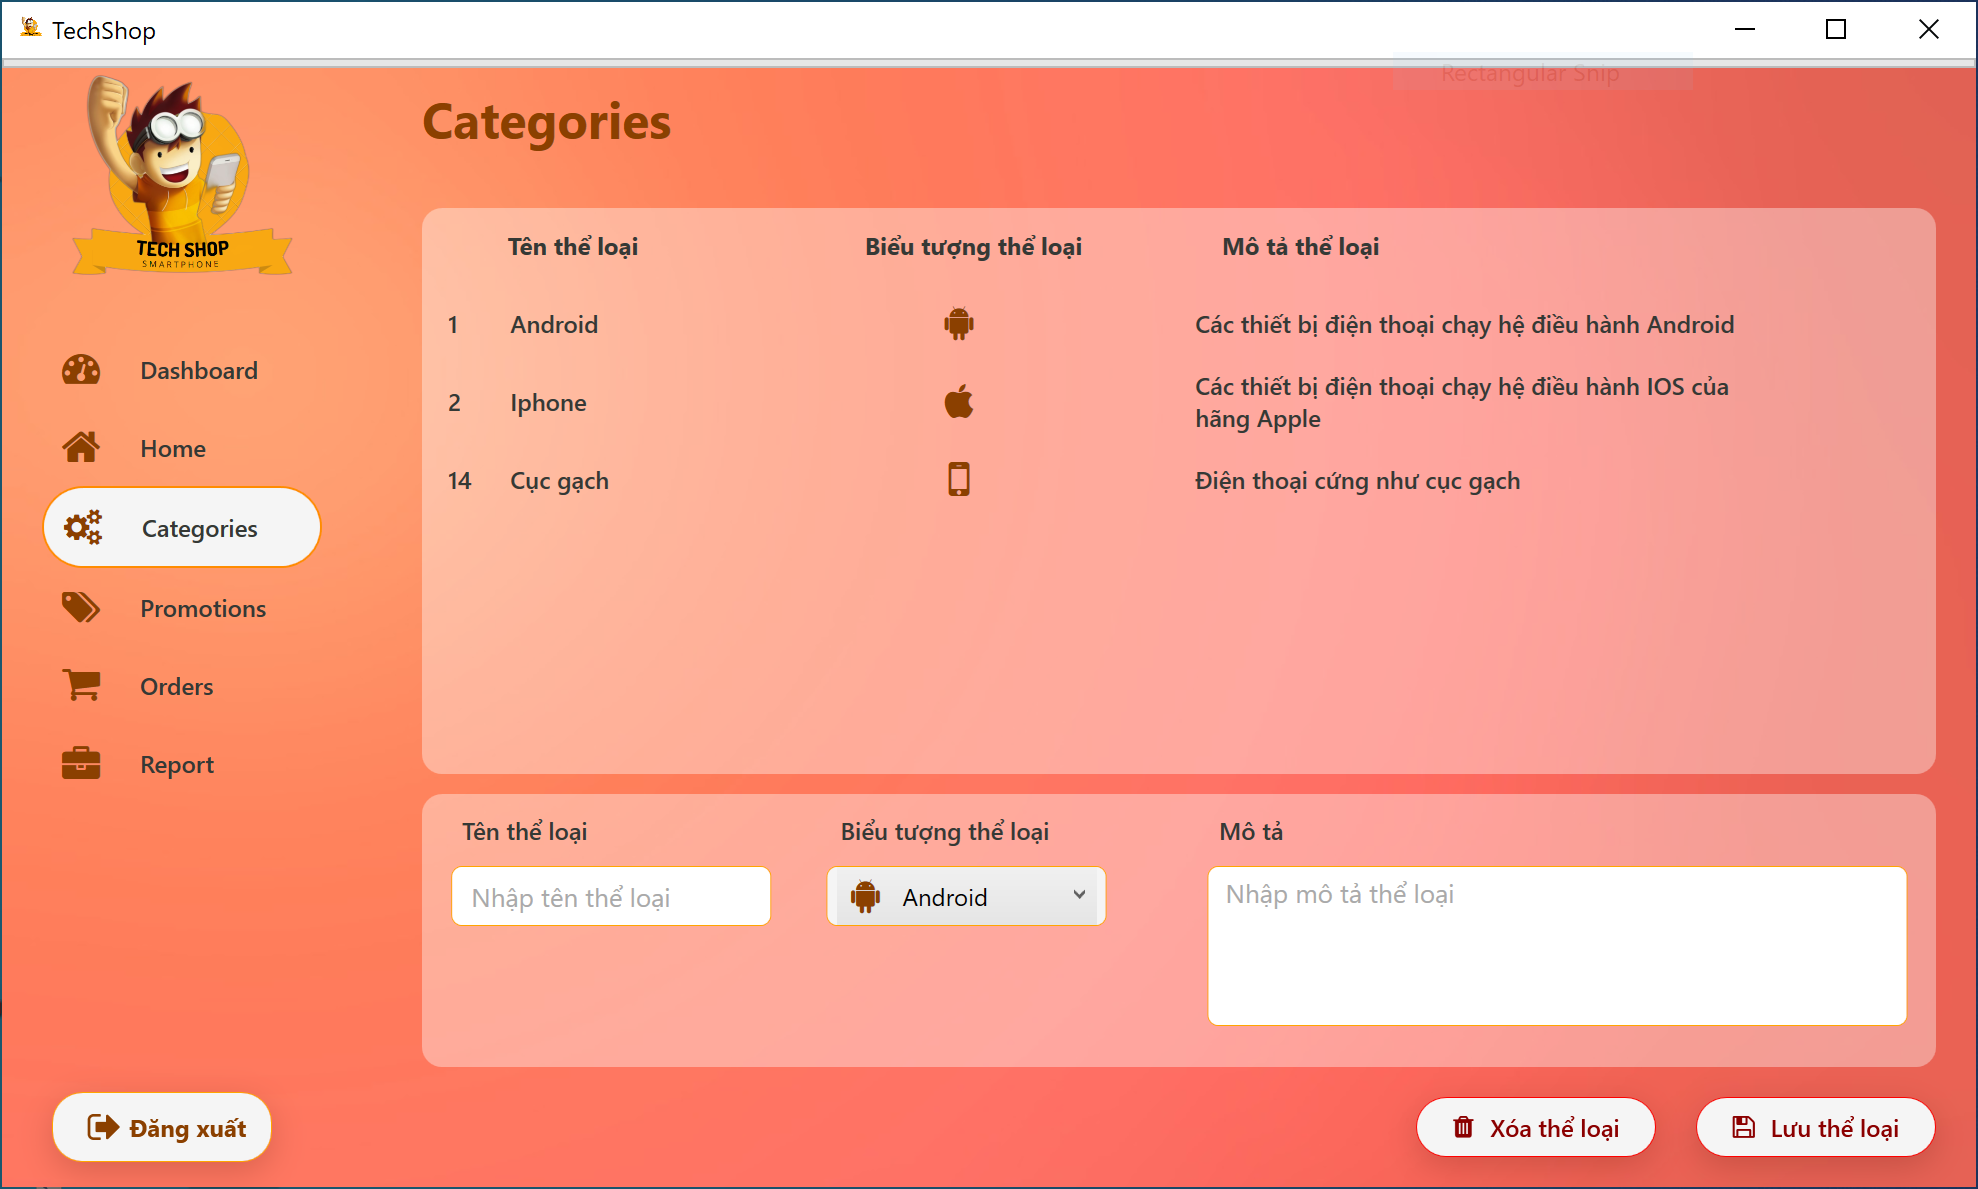 TechShop
Rectangular Snip
TECH SHOP
SMARTPHONE
Categories
Tên thể loại
Biểu tượng thể loại
Mô tả thể loại
1
Android
Các thiết bị điện thoại chạy hệ điều hành Android
2
Iphone
Các thiết bị điện thoại chạy hệ điều hành IOS của
hãng Apple
14
Cục gạch
Điện thoại cứng như cục gạch
Dashboard
Home
Categories
Promotions
Orders
Report
Tên thể loại
Biểu tượng thể loại
Mô tả
Nhập tên thể loại
Android
Nhập mô tả thể loại
Đăng xuất
Xóa thể loại
Lưu thể loại